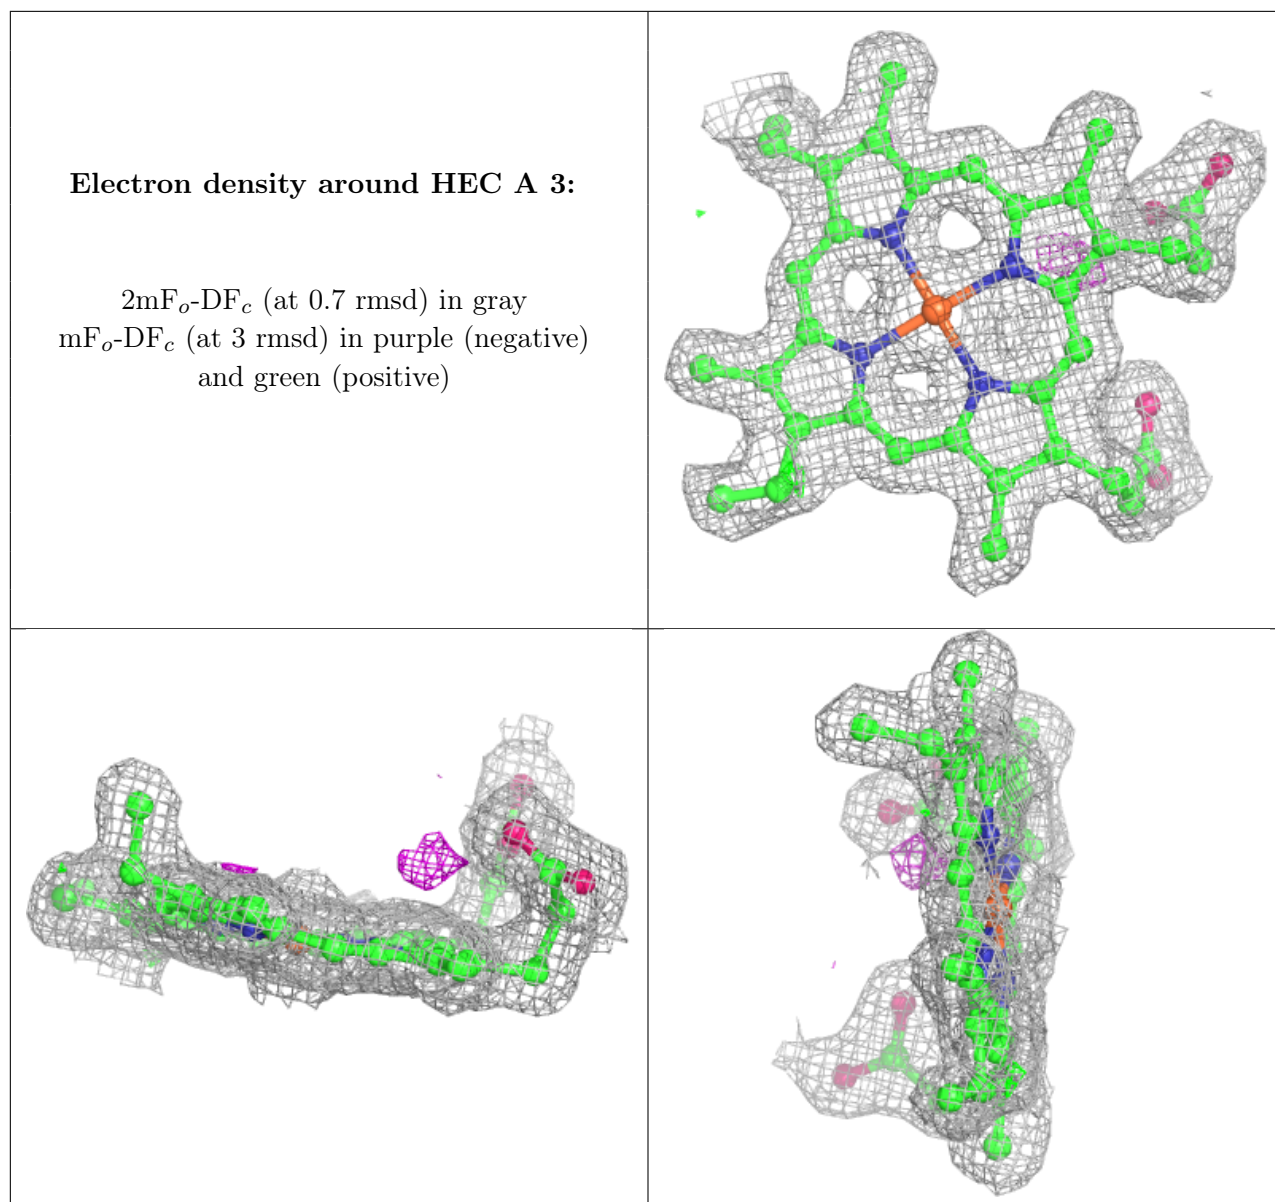 Electron density around HEC A 3:
2mFo-DFc (at 0.7 rmsd) in gray
mFo-DFc (at 3 rmsd) in purple (negative)
and green (positive)